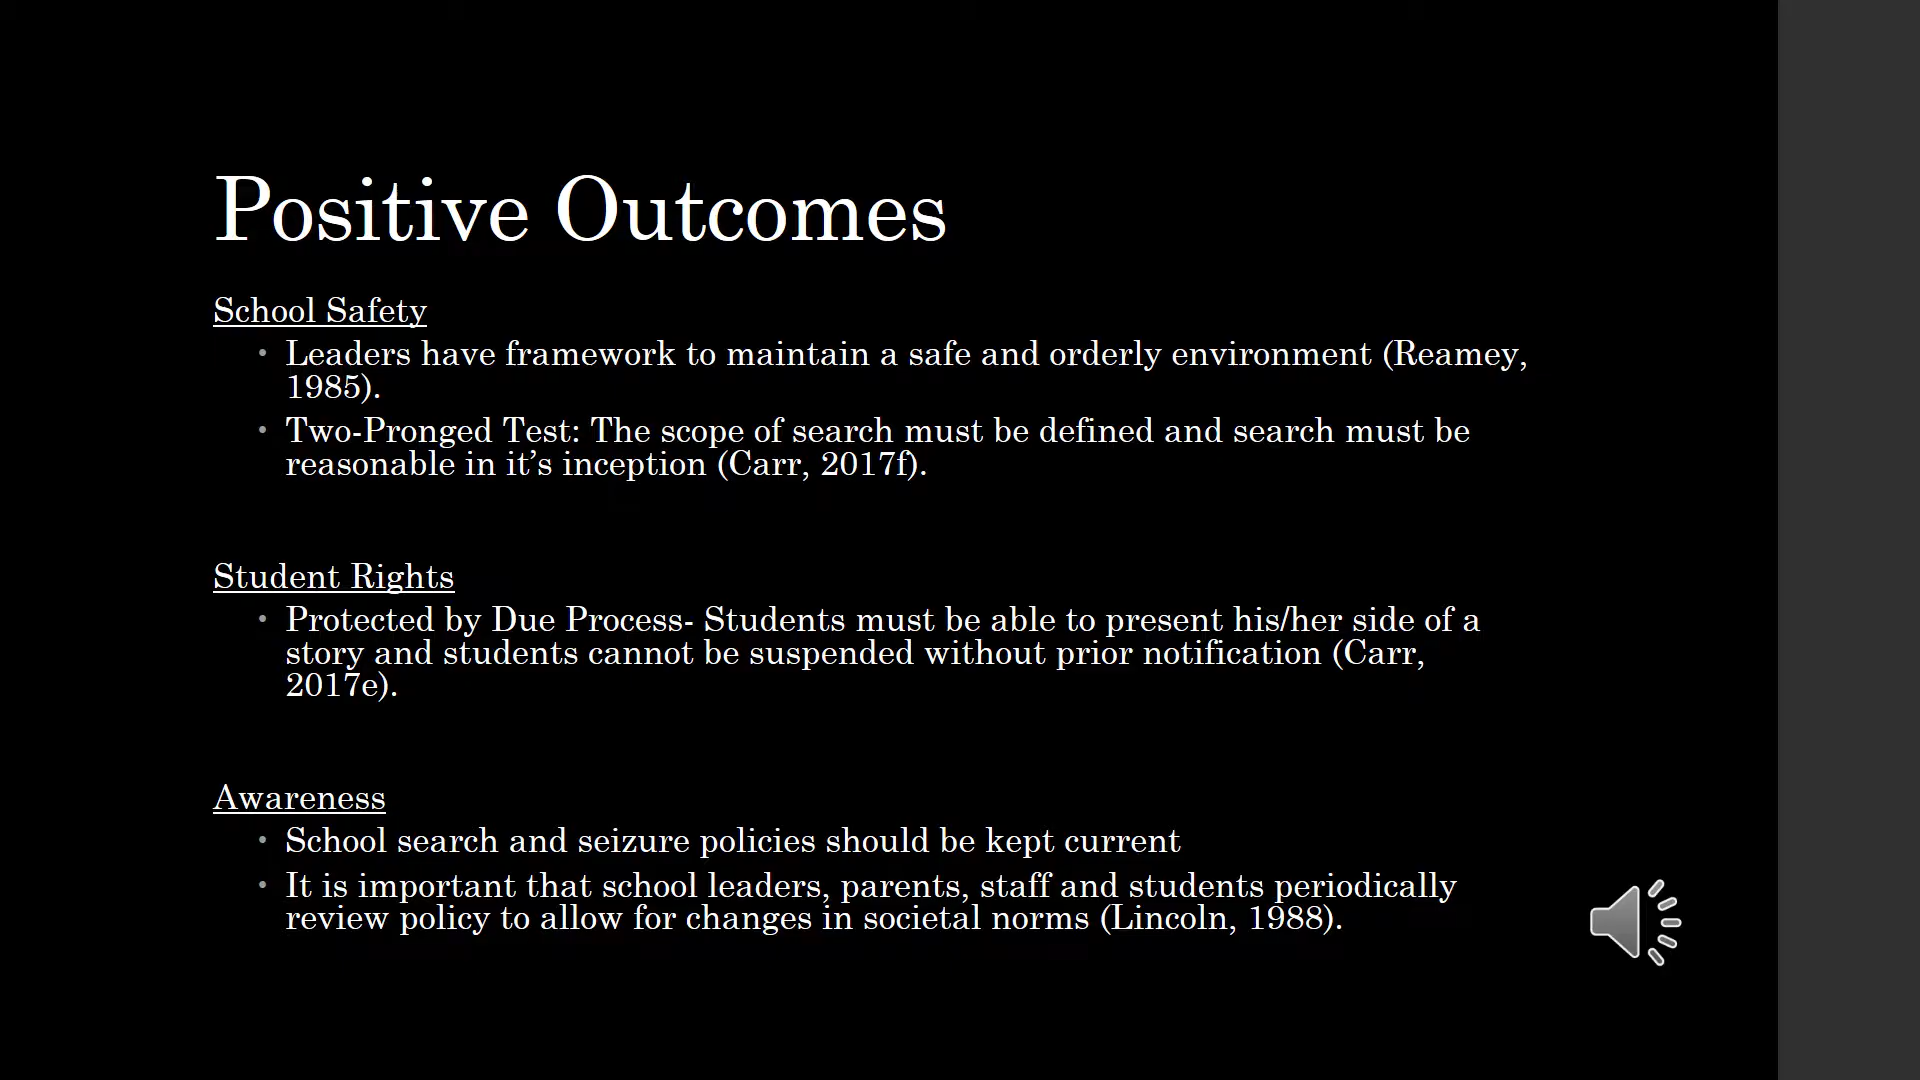 Positive Outcomes
School Safety
• Leaders have framework to maintain a safe and orderly environment (Reamey,
1985).
• Two-Pronged Test: The scope of search must be defined and search must be
reasonable in it’s inception (Carr, 2017f).
Student Rights
• Protected by Due Process- Students must be able to present his/her side of a
story and students cannot be suspended without prior notification (Carr,
2017e).
Awareness
• School search and seizure policies should be kept current
• It is important that school leaders, parents, staff and students periodically
review policy to allow for changes in societal norms (Lincoln, 1988).